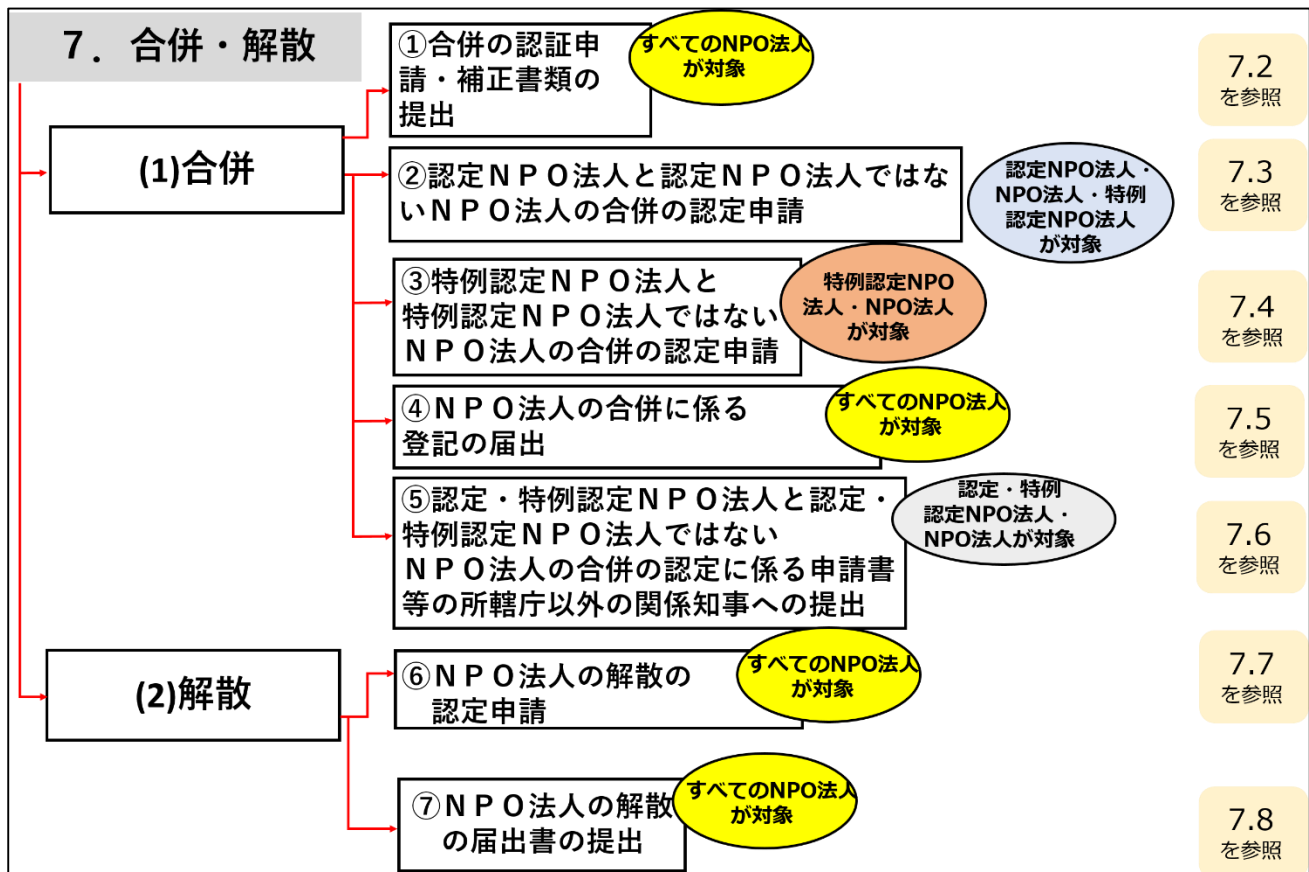 7．合併・解散
①合併の認証申
請・補正書類の
提出
すべてのNPO法人
が対象
7.2
を参照
(1)合併
②認定ＮＰＯ法人と認定ＮＰＯ法人ではな
いＮＰＯ法人の合併の認定申請
認定NPO法人・
NPO法人・特例
認定NPO法人
が対象
7.3
を参照
③特例認定ＮＰＯ法人と
特例認定ＮＰＯ法人ではない
ＮＰＯ法人の合併の認定申請
特例認定NPO
法人・NPO法人
が対象
7.4
を参照
④ＮＰＯ法人の合併に係る
登記の届出
すべてのNPO法人
が対象
7.5
を参照
⑤認定・特例認定ＮＰＯ法人と認定・
特例認定ＮＰＯ法人ではない
ＮＰＯ法人の合併の認定に係る申請書
等の所轄庁以外の関係知事への提出
認定・特例
認定NPO法人・
NPO法人が対象
7.6
を参照
(2)解散
⑥ＮＰＯ法人の解散の
認定申請
すべてのNPO法人
が対象
7.7
を参照
⑦ＮＰＯ法人の解散
の届出書の提出
すべてのNPO法人
が対象
7.8
を参照